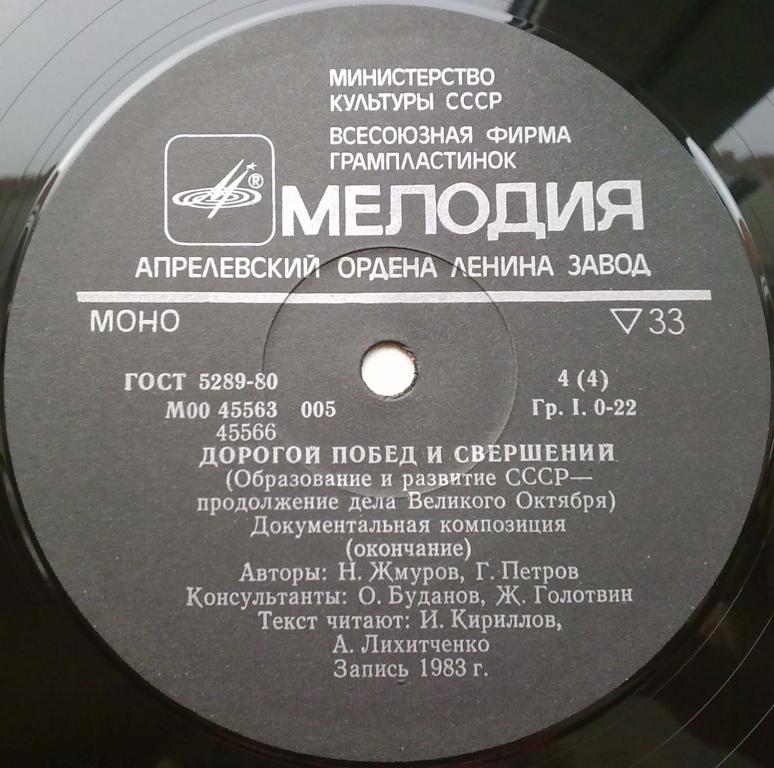 МИНИСТЕРСТВО
КУЛЬТУРЫ СССР
ВСЕСОЮЗНАЯ ФИРМА
ГРАМПЛАСТИНОК
®
МЕЛОДИЯ
АПРЕЛЕВСКИЙ ОРДЕНА ЛЕНИНА ЗАВОД
МОНО ▽33
ГОСТ 5289-80 4 (4)
М00 45563 005 Гр. I. 0-22
45566
ДОРОГОЙ ПОБЕД И СВЕРШЕНИЙ
(Образование и развитие СССР—
продолжение дела Великого Октября)
Документальная композиция
(окончание)
Авторы: Н. Жмуров, Г. Петров
Консультанты: О. Буданов, Ж. Голотвин
Текст читают: И. Кириллов,
А. Лихитченко
Запись 1983 г.